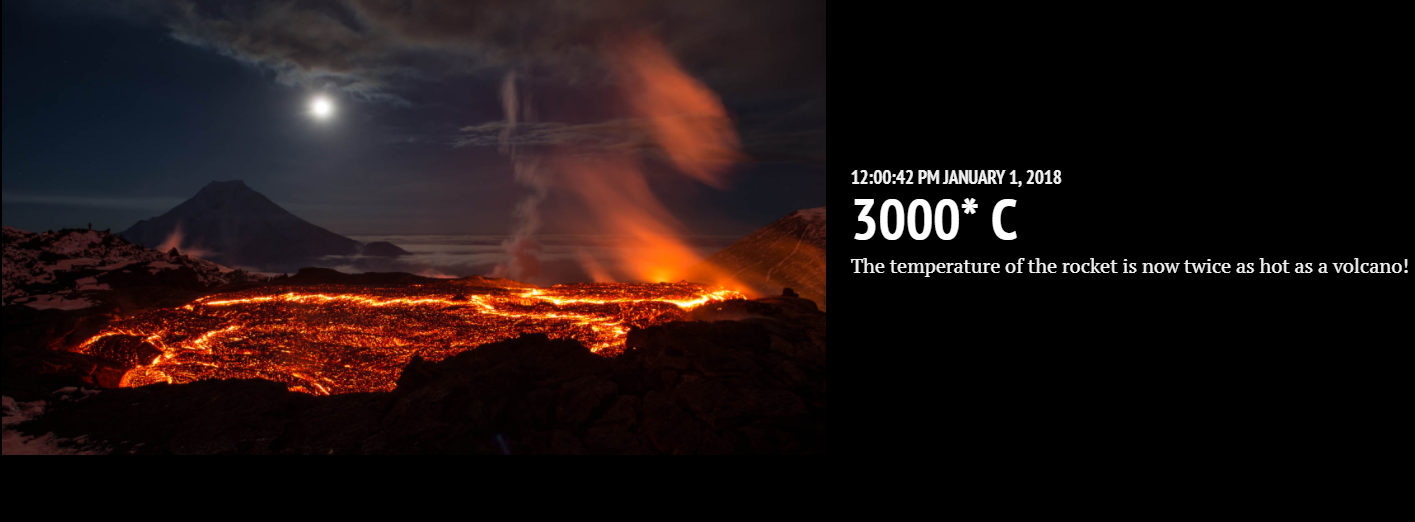 12:00:42 PM JANUARY 1, 2018
3000* C
The temperature of the rocket is now twice as hot as a volcano!